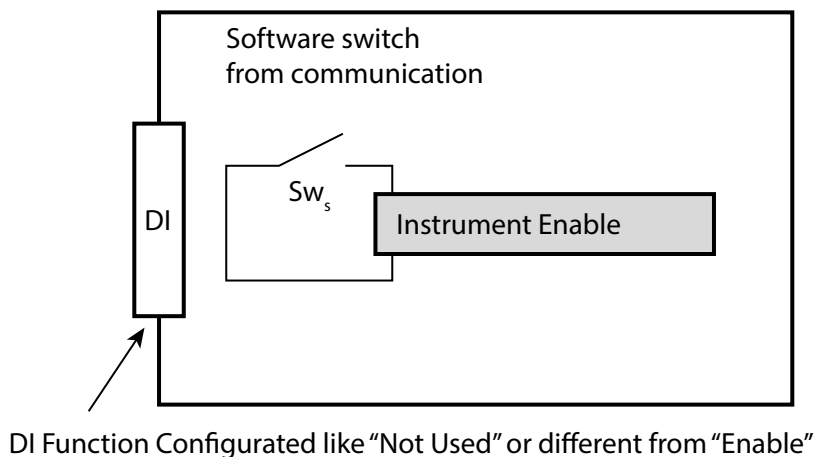 Software switch
from communication
Sws
DI
Instrument Enable
DI Function Configurated like “Not Used” or different from “Enable”